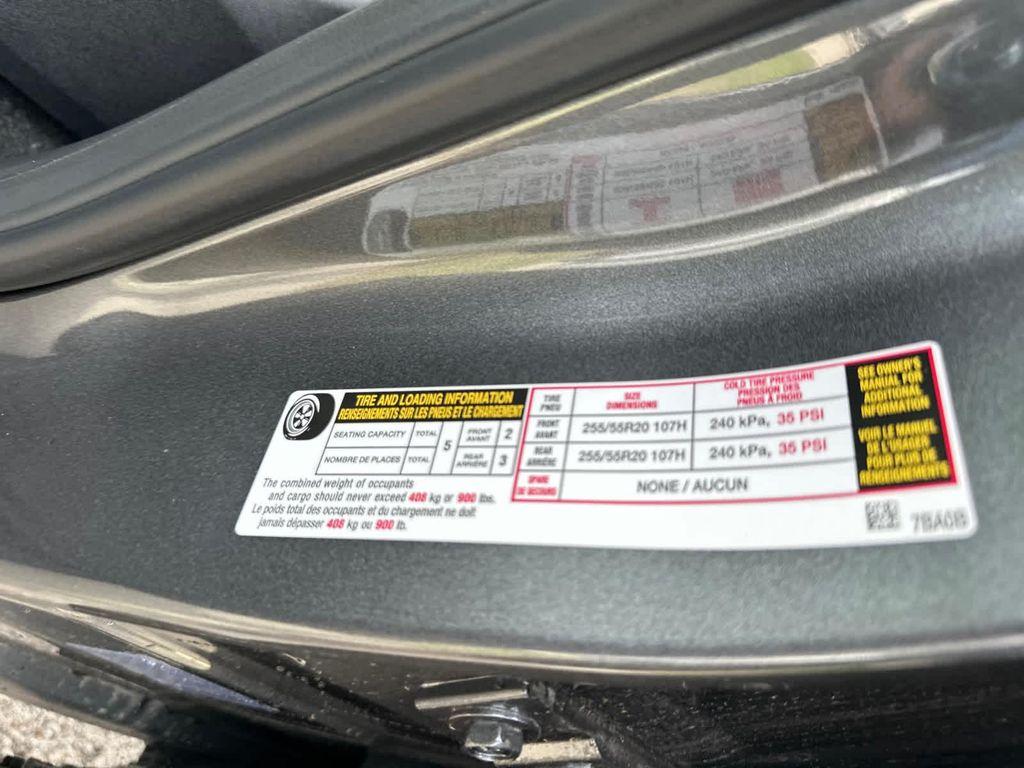 TIRE AND LOADING INFORMATION
RENSEIGNEMENTS SUR LES PNEUS ET LE CHARGEMENT
SEATING CAPACITY TOTAL 5 FRONT AVANT 2
NOMBRE DE PLACES TOTAL REAR ARRIÈRE 3
The combined weight of occupants
and cargo should never exceed 408 kg or 900 lbs.
Le poids total des occupants et du chargement ne doit
jamais dépasser 408 kg ou 900 lb.
TIRE PNEU SIZE DIMENSIONS COLD TIRE PRESSURE PRESSION DES PNEUS À FROID
FRONT AVANT 255/55R20 107H 240 kPa, 35 PSI
REAR ARRIÈRE 255/55R20 107H 240 kPa, 35 PSI
SPARE DE SECOURS NONE / AUCUN
SEE OWNER'S
MANUAL FOR
ADDITIONAL
INFORMATION
VOIR LE MANUEL
DE L'USAGER
POUR PLUS DE
RENSEIGNEMENTS
7BA0B